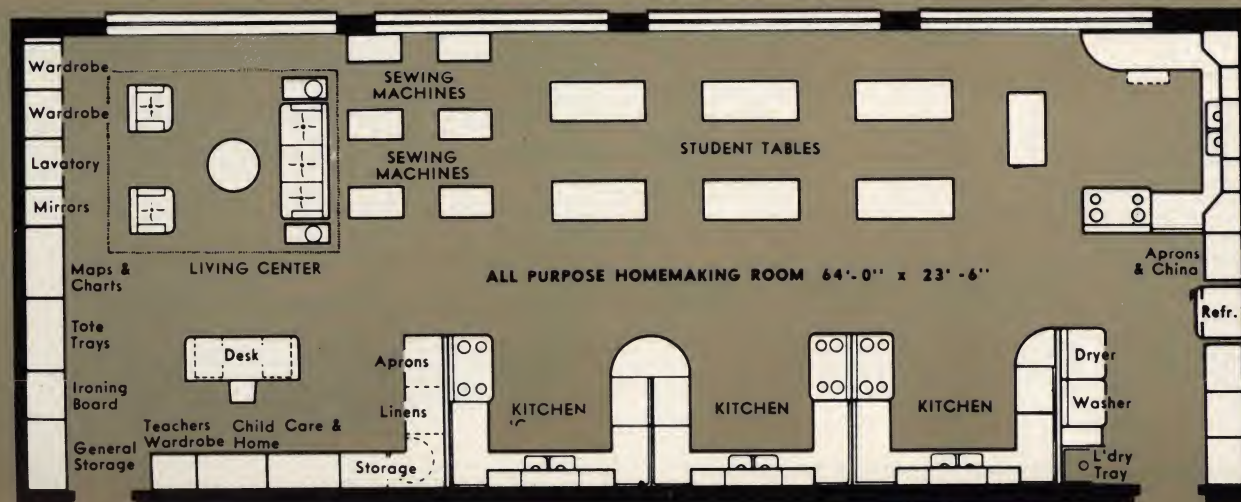 Wardrobe
Wardrobe
Lavatory
Mirrors
Maps &
Charts
Tote
Trays
Ironing
Board
General
Storage
LIVING CENTER
SEWING
MACHINES
SEWING
MACHINES
STUDENT TABLES
ALL PURPOSE HOMEMAKING ROOM 64'-0" x 23'-6"
Aprons
& China
Refr.
Desk
Teachers
Wardrobe
Child Care &
Home
Aprons
Linens
Storage
KITCHEN
KITCHEN
KITCHEN
Dryer
Washer
L'dry
Tray